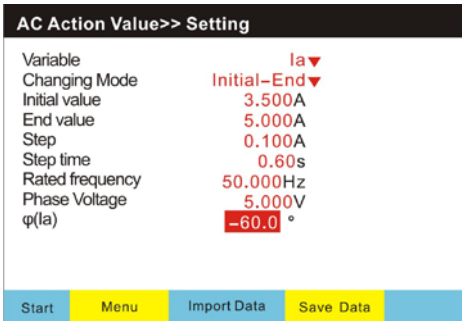 AC Action Value>> Setting
Variable Ia▼
Changing Mode Initial-End▼
Initial value 3.500A
End value 5.000A
Step 0.100A
Step time 0.60s
Rated frequency 50.000Hz
Phase Voltage 5.000V
φ(Ia) -60.0 °
Start Menu Import Data Save Data